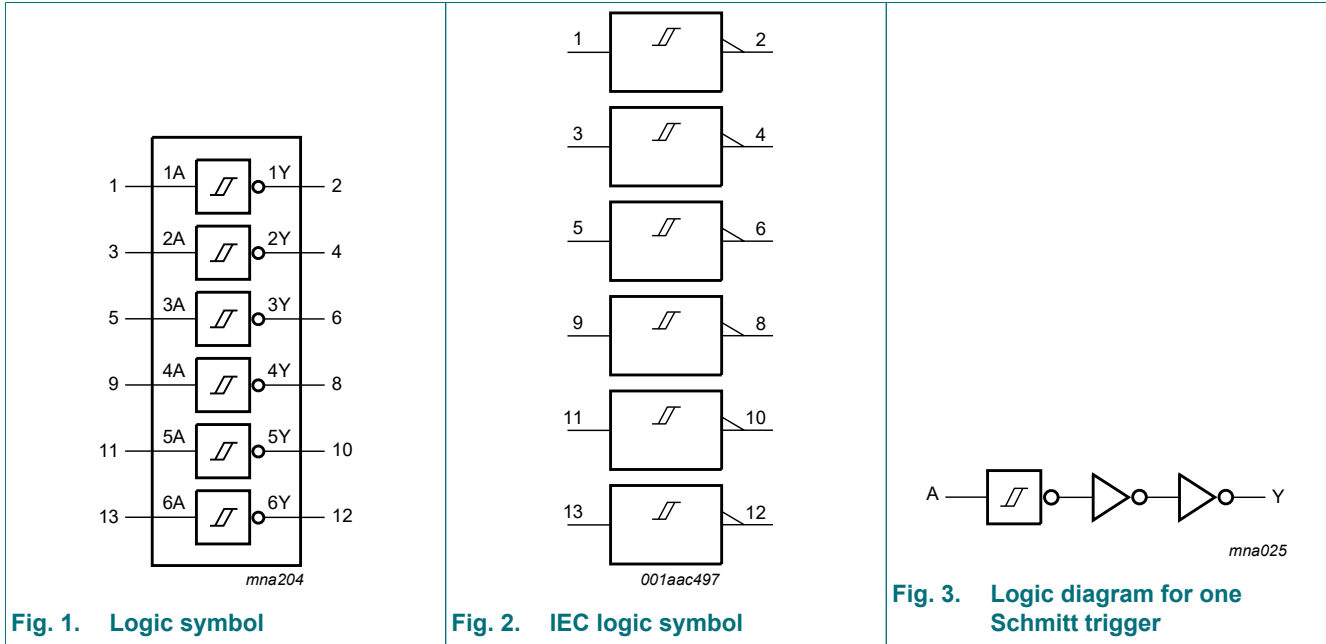 1 1A 1Y 2
3 2A 2Y 4
5 3A 3Y 6
9 4A 4Y 8
11 5A 5Y 10
13 6A 6Y 12
mna204
Fig. 1. Logic symbol
1 2
3 4
5 6
9 8
11 10
13 12
001aac497
Fig. 2. IEC logic symbol
A Y
mna025
Fig. 3. Logic diagram for one
Schmitt trigger